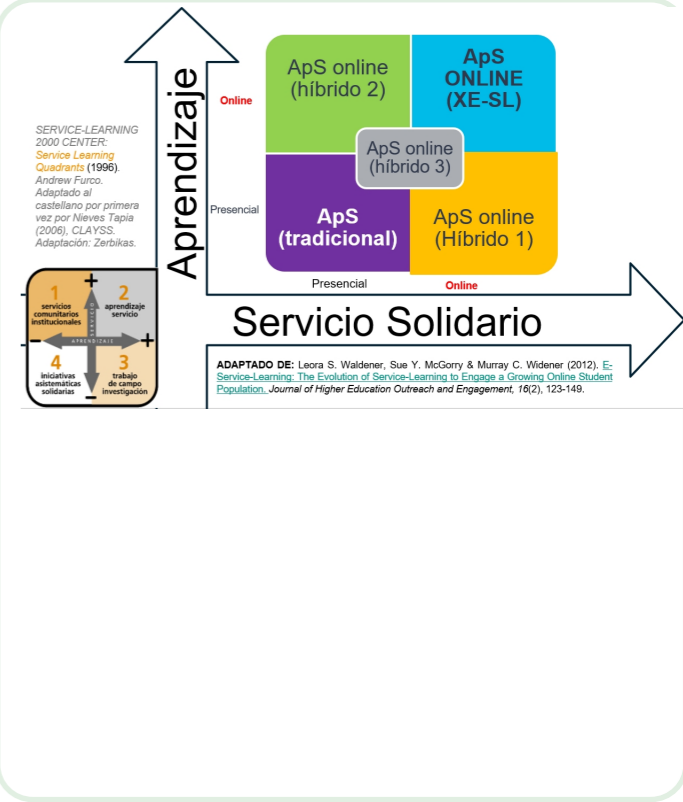 Aprendizaje
Online
Presencial
ApS online
(híbrido 2)
ApS
ONLINE
(XE-SL)
ApS online
(híbrido 3)
ApS
(tradicional)
ApS online
(Híbrido 1)
Presencial
Online
Servicio Solidario
SERVICE-LEARNING
2000 CENTER:
Service Learning
Quadrants (1996).
Andrew Furco.
Adaptado al
castellano por primera
vez por Nieves Tapia
(2006), CLAYSS.
Adaptación: Zerbikas.
1
servicios
comunitarios
institucionales
2
aprendizaje
servicio
SERVICIO
APRENDIZAJE
4
iniciativas
asistemáticas
solidarias
3
trabajo
de campo
investigación
ADAPTADO DE: Leora S. Waldener, Sue Y. McGorry & Murray C. Widener (2012). E-
Service-Learning: The Evolution of Service-Learning to Engage a Growing Online Student
Population. Journal of Higher Education Outreach and Engagement, 16(2), 123-149.